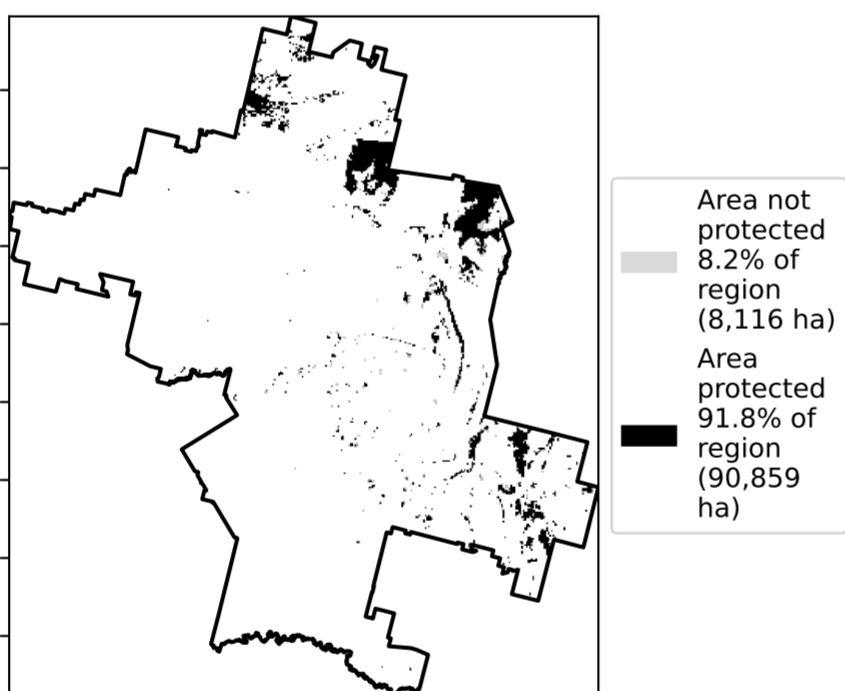 Area not
protected
8.2% of
region
(8,116 ha)
Area
protected
91.8% of
region
(90,859
ha)